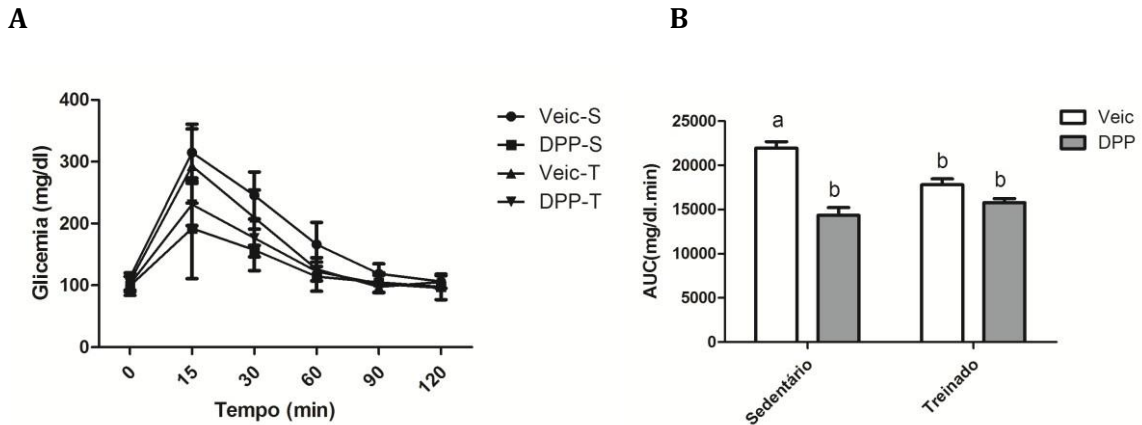 A
B
Glicemia (mg/dl)
400
300
200
100
0
0
15
30
60
90
120
Tempo (min)
Veic-S
DPP-S
Veic-T
DPP-T
AUC(mg/dl.min)
25000
20000
15000
10000
5000
0
a
b
b
b
Sedentário
Treinado
Veic
DPP